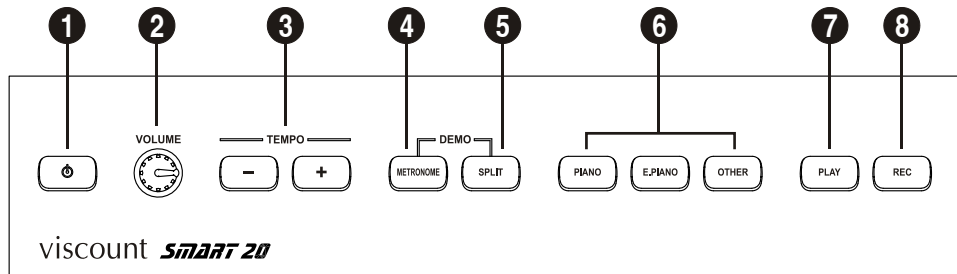 1 2 3 4 5 6 7 8
VOLUME TEMPO DEMO
− + METRONOME SPLIT PIANO E.PIANO OTHER PLAY REC
viscount SMART 20